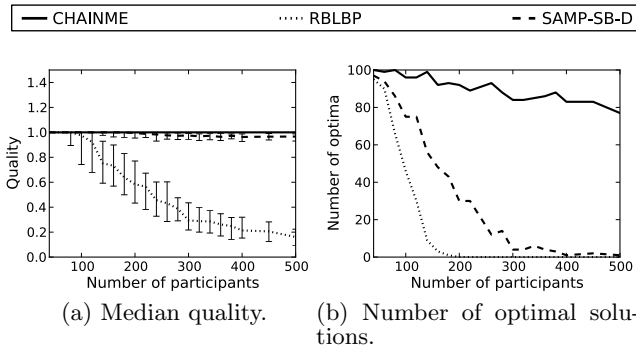 CHAINME RBLBP SAMP-SB-D
1.4
1.2
1.0
0.8
0.6
0.4
0.2
0.0
Quality
100 200 300 400 500
Number of participants
(a) Median quality.
100
80
60
40
20
0
Number of optima
100 200 300 400 500
Number of participants
(b) Number of optimal solu-
tions.